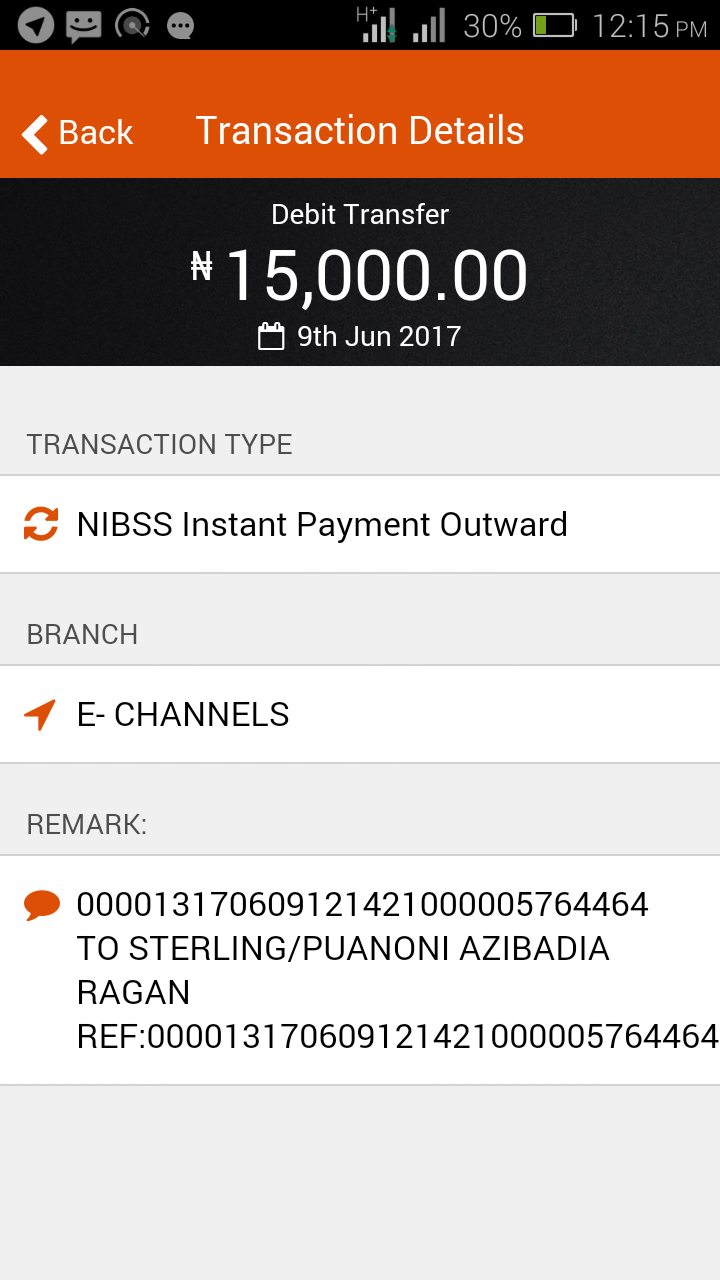 H+ 30% 12:15 PM
Back Transaction Details
Debit Transfer
₦ 15,000.00
9th Jun 2017
TRANSACTION TYPE
NIBSS Instant Payment Outward
BRANCH
E- CHANNELS
REMARK:
000013170609121421000005764464
TO STERLING/PUANONI AZIBADIA
RAGAN
REF:000013170609121421000005764464